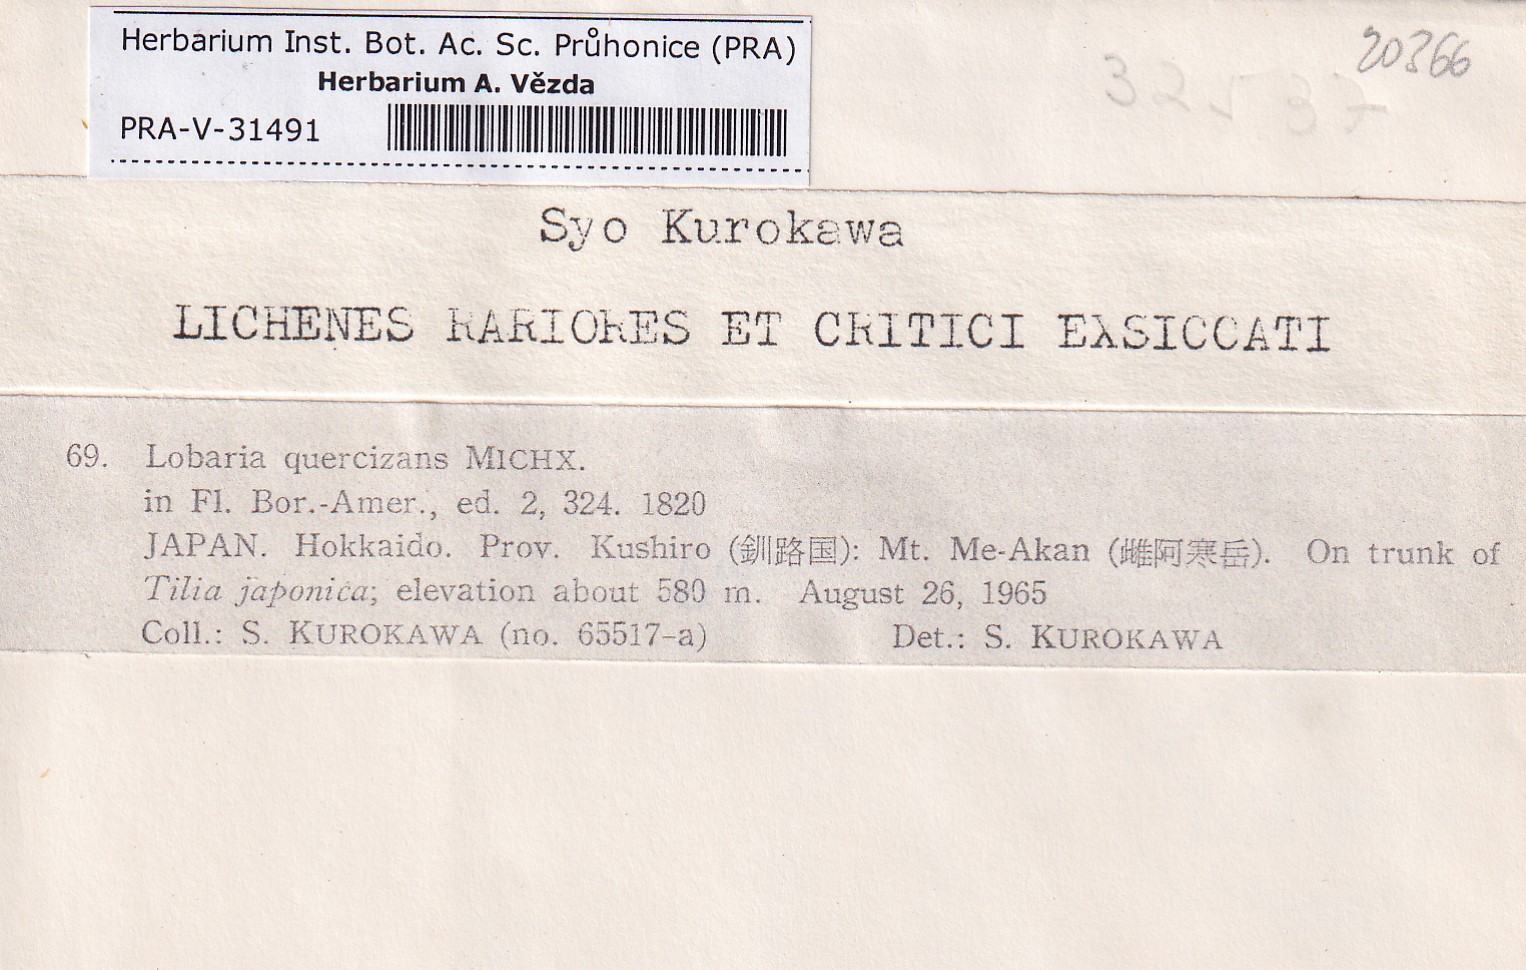 Herbarium Inst. Bot. Ac. Sc. Průhonice (PRA)
Herbarium A. Vězda
PRA-V-31491
20366
Syo Kurokawa
LICHENES RARIORES ET CRITICI EXSICCATI
69. Lobaria quercizans MICHX.
in Fl. Bor.-Amer., ed. 2, 324. 1820
JAPAN. Hokkaido. Prov. Kushiro (釧路国): Mt. Me-Akan (雌阿寒岳). On trunk of
Tilia japonica; elevation about 580 m. August 26, 1965
Coll.: S. KUROKAWA (no. 65517-a) Det.: S. KUROKAWA